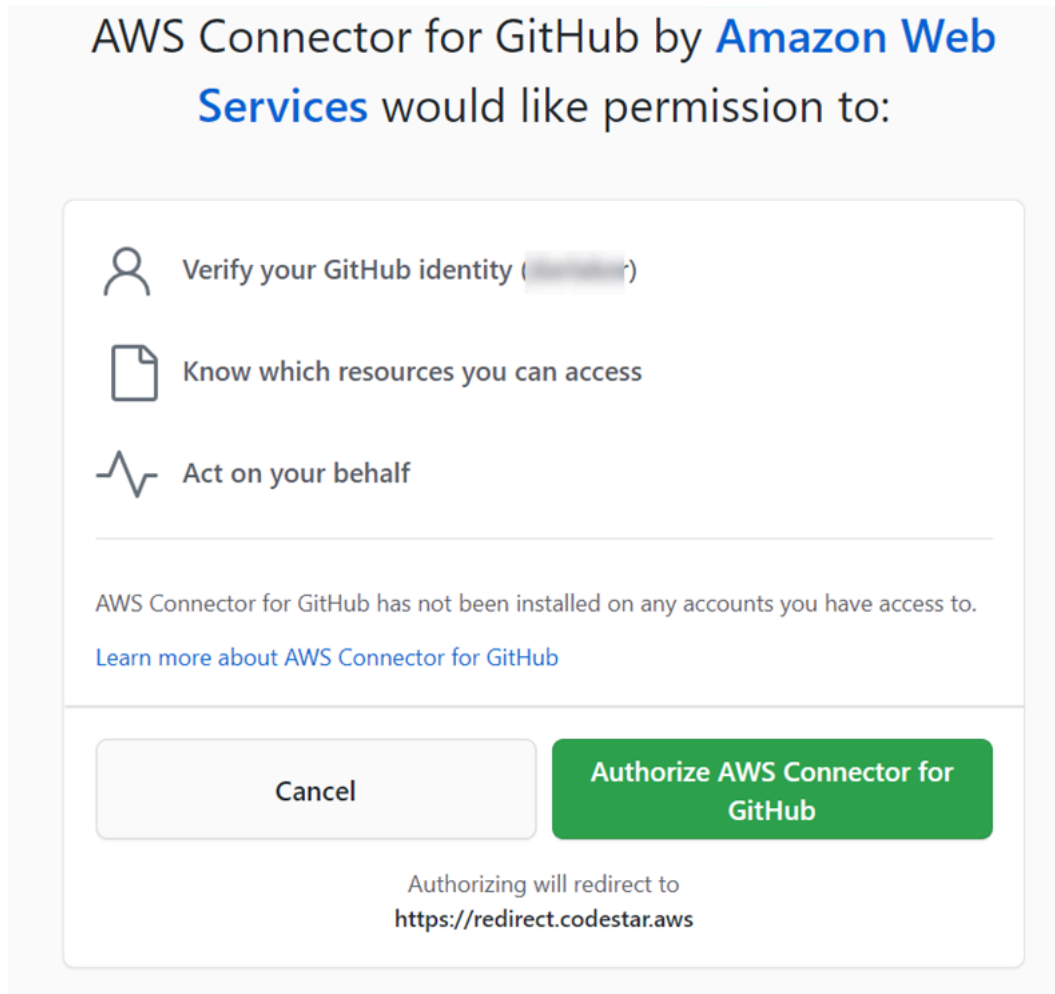 AWS Connector for GitHub by Amazon Web
Services would like permission to:
Verify your GitHub identity ( r)
Know which resources you can access
Act on your behalf
AWS Connector for GitHub has not been installed on any accounts you have access to.
Learn more about AWS Connector for GitHub
Cancel
Authorize AWS Connector for
GitHub
Authorizing will redirect to
https://redirect.codestar.aws